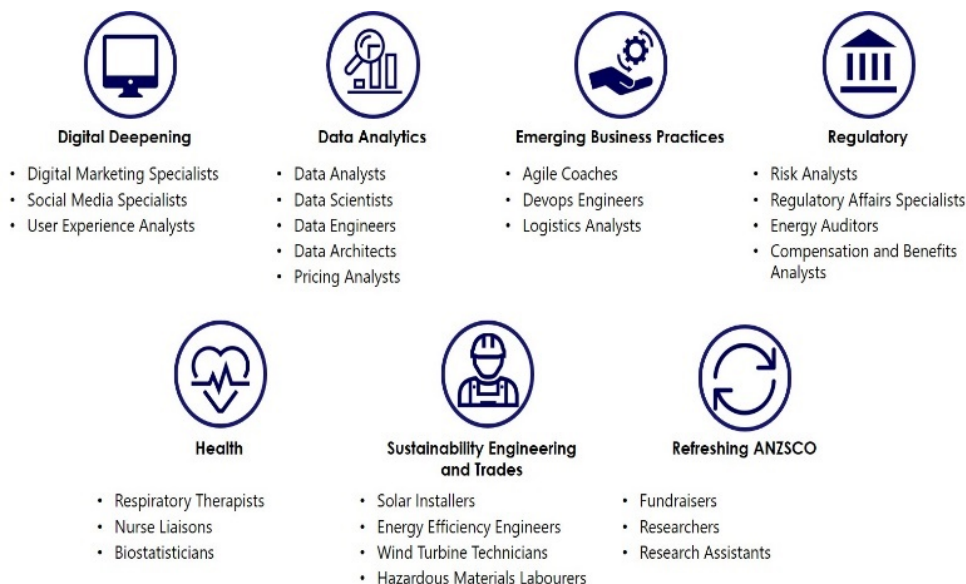 Digital Deepening
• Digital Marketing Specialists
• Social Media Specialists
• User Experience Analysts
Data Analytics
• Data Analysts
• Data Scientists
• Data Engineers
• Data Architects
• Pricing Analysts
Emerging Business Practices
• Agile Coaches
• Devops Engineers
• Logistics Analysts
Regulatory
• Risk Analysts
• Regulatory Affairs Specialists
• Energy Auditors
• Compensation and Benefits
Analysts
Health
• Respiratory Therapists
• Nurse Liaisons
• Biostatisticians
Sustainability Engineering
and Trades
• Solar Installers
• Energy Efficiency Engineers
• Wind Turbine Technicians
• Hazardous Materials Labourers
Refreshing ANZSCO
• Fundraisers
• Researchers
• Research Assistants